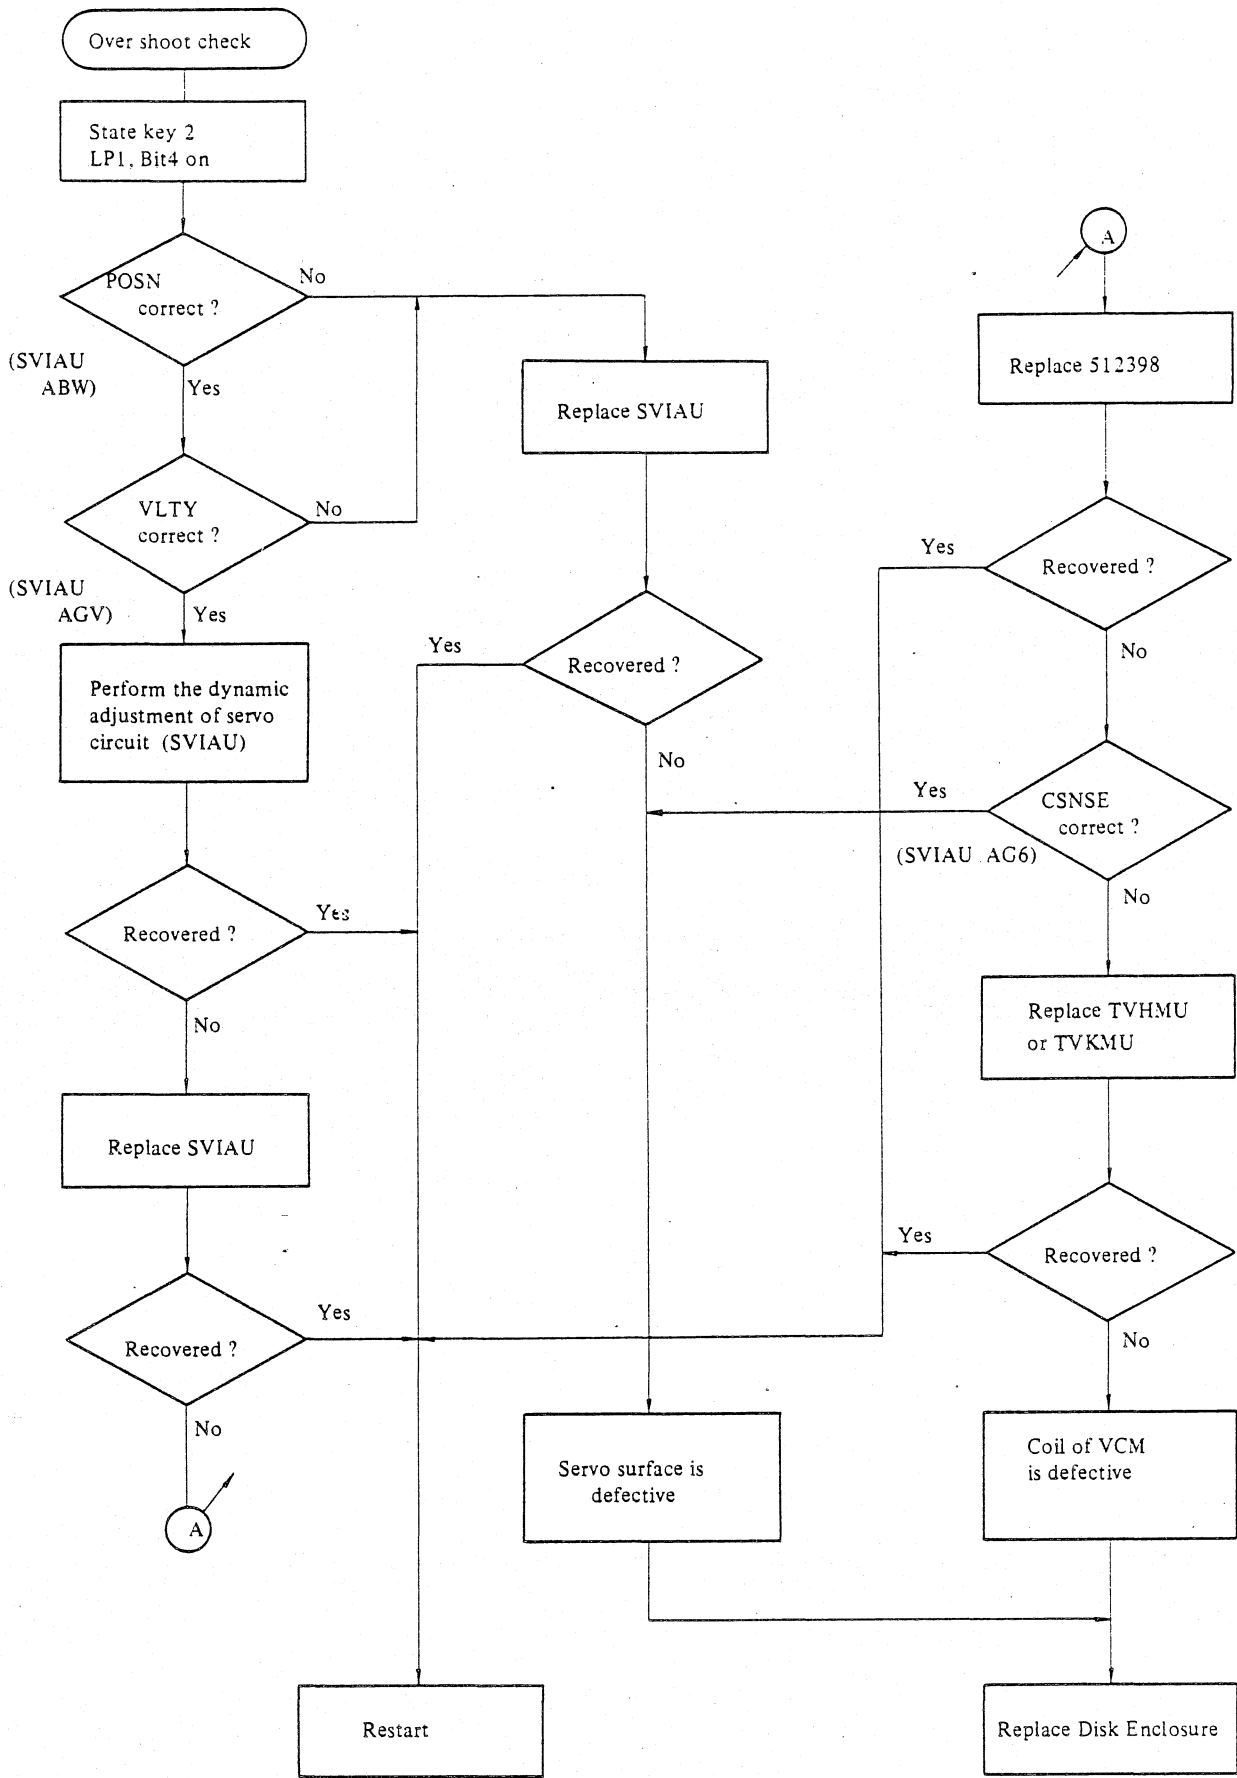 Over shoot check
State key 2
LP1, Bit4 on
POSN
correct ?
No
(SVIAU
ABW)
Yes
VLTY
correct ?
No
(SVIAU
AGV)
Yes
Perform the dynamic
adjustment of servo
circuit (SVIAU)
Recovered ?
Yes
No
Replace SVIAU
Recovered ?
Yes
No
A
Replace SVIAU
Recovered ?
Yes
No
Servo surface is
defective
Restart
A
Replace 512398
Recovered ?
Yes
No
CSNSE
correct ?
Yes
(SVIAU AG6)
No
Replace TVHMU
or TVKMU
Recovered ?
Yes
No
Coil of VCM
is defective
Replace Disk Enclosure